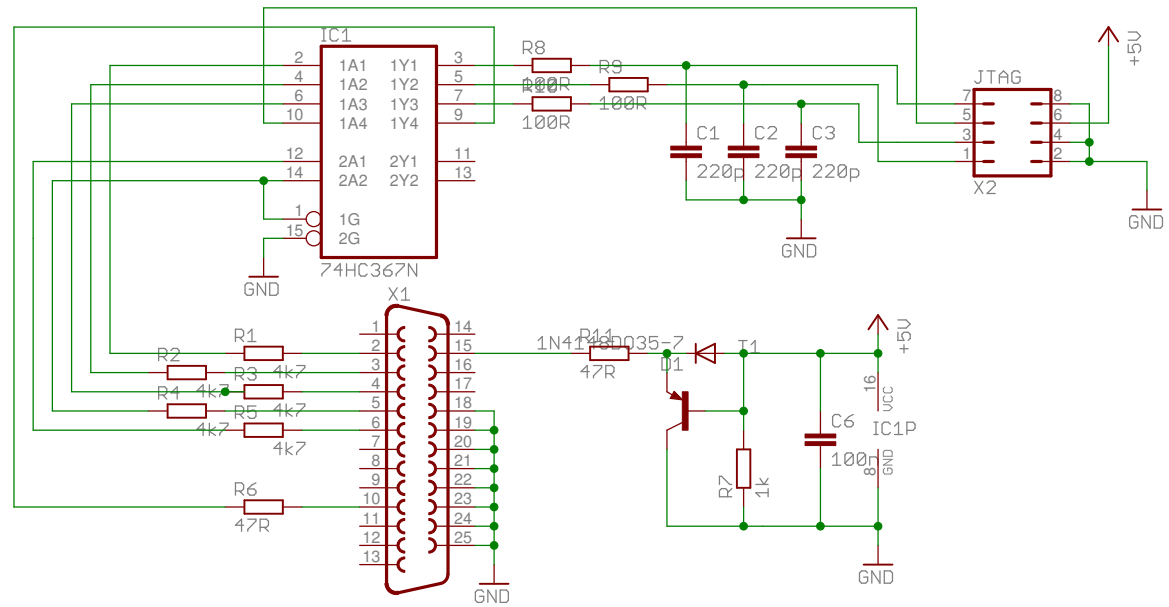 IC1
2 1A1 1Y1 3
4 1A2 1Y2 5
6 1A3 1Y3 7
10 1A4 1Y4 9
12 2A1 2Y1 11
14 2A2 2Y2 13
1 1G
15 2G
74HC367N
GND
R8
100R
R9
100R
R10
100R
C1
220p
C2
220p
C3
220p
GND
+5V
JTAG
7 8
5 6
3 4
1 2
X2
GND
X1
1 14
2 15
3 16
4 17
5 18
6 19
7 20
8 21
9 22
10 23
11 24
12 25
13
GND
R1
4k7
R2
4k7
R3
4k7
R4
4k7
R5
4k7
R6
47R
R11
47R
1N4148DO35-7
D1
T1
R7
1k
C6
100n
+5V
16
VCC
IC1P
8
GND
GND